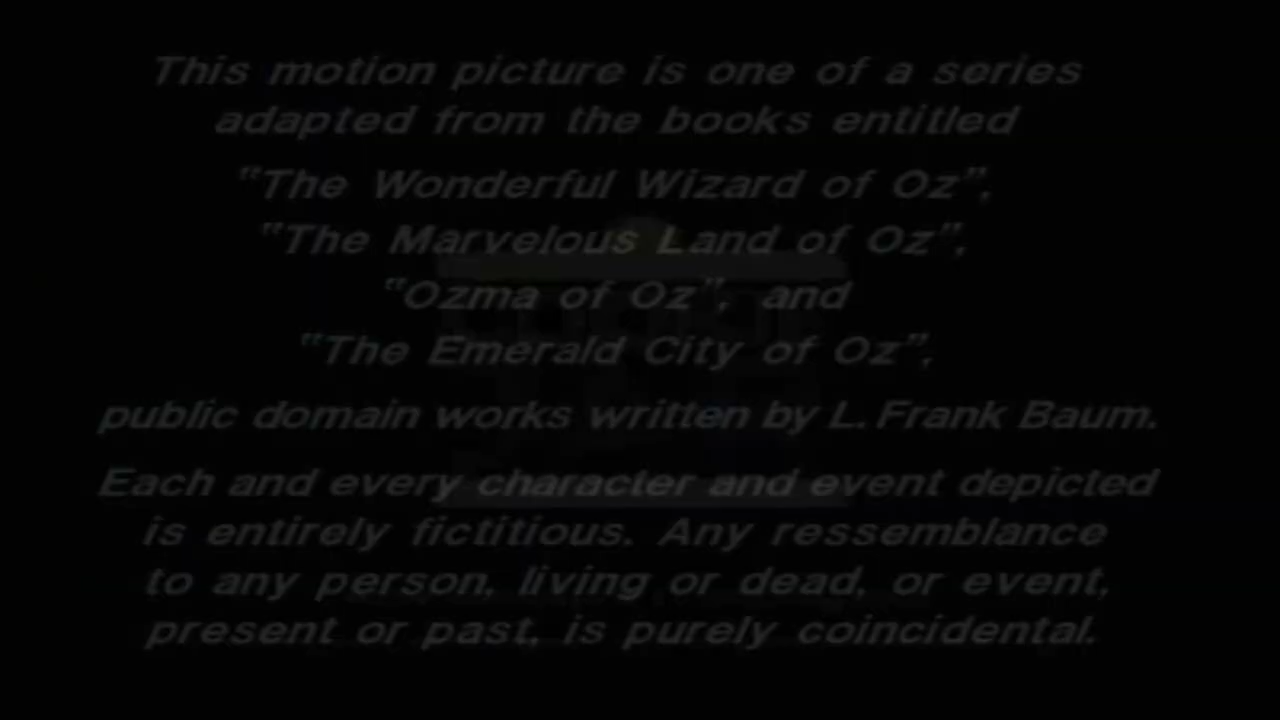 This motion picture is one of a series
adapted from the books entitled
"The Wonderful Wizard of Oz",
"The Marvelous Land of Oz",
"Ozma of Oz", and
"The Emerald City of Oz",
public domain works written by L. Frank Baum.
Each and every character and event depicted
is entirely fictitious. Any ressemblance
to any person, living or dead, or event,
present or past, is purely coincidental.